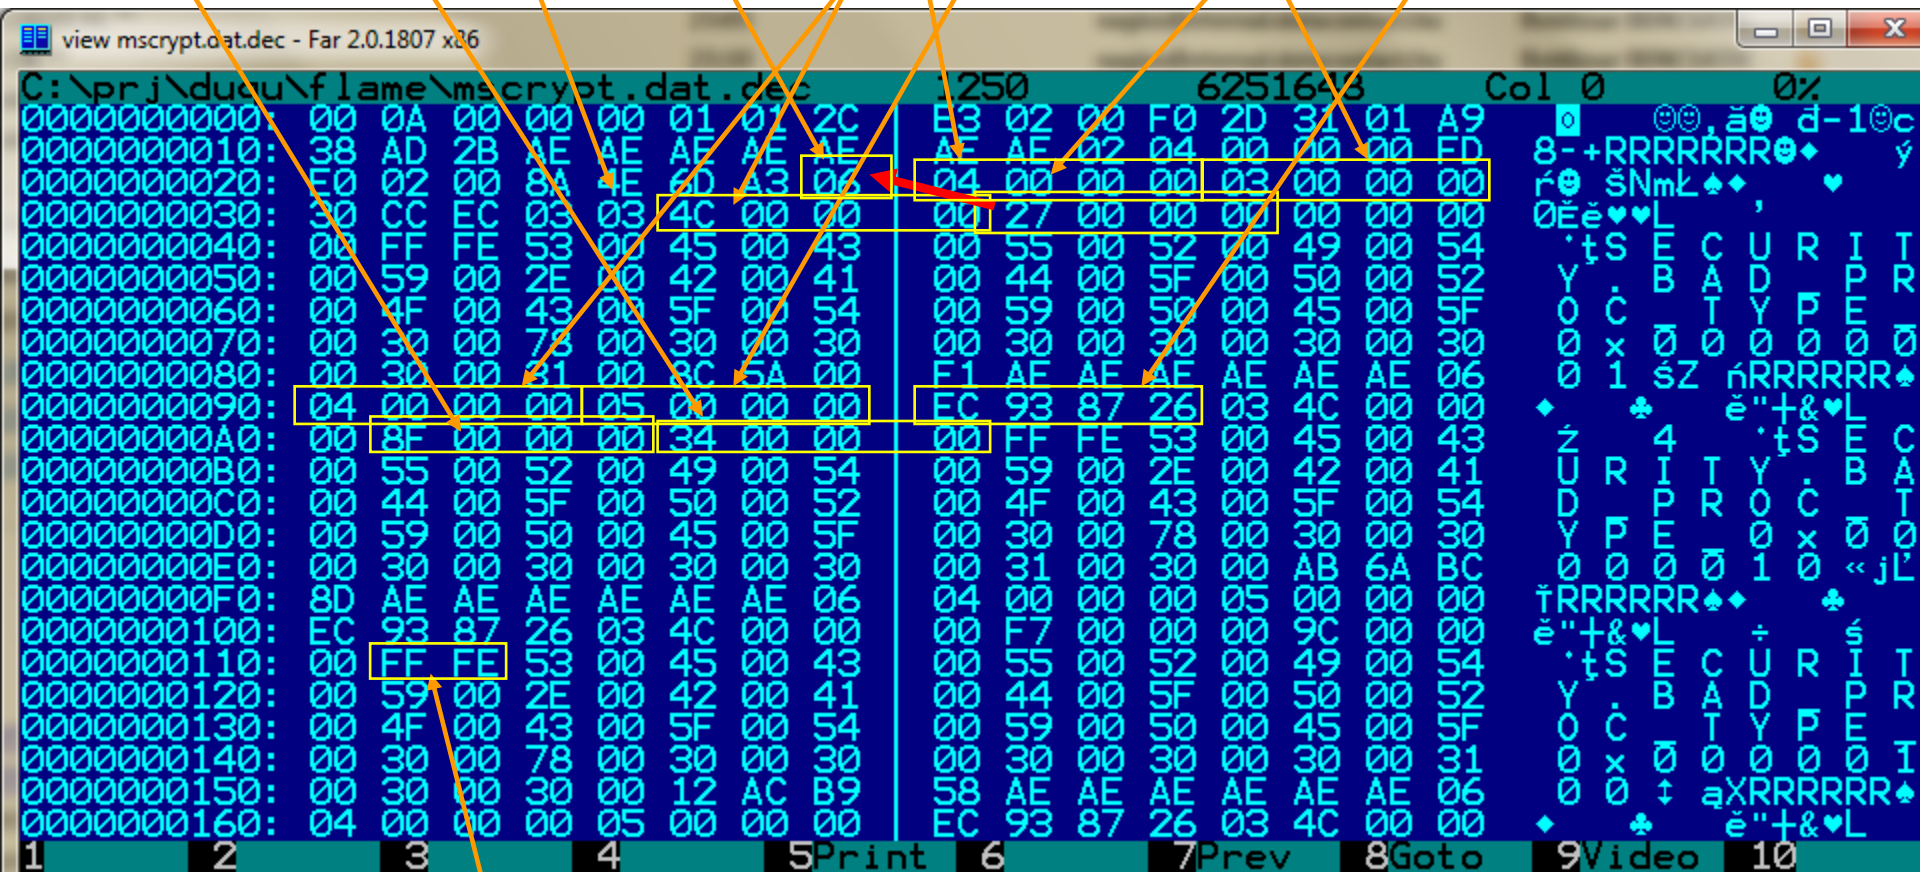 view mscrypt.dat.dec - Far 2.0.1807 x86
C:\prj\duqu\flame\mscrypt.dat.dec 1250 6251648 Col 0 0%
0000000000: 00 0A 00 00 00 01 01 2C E3 02 00 F0 2D 31 01 A9
0000000010: 38 AD 2B AE AE AE AE AE AE AE 02 04 00 00 00 FD
0000000020: E0 02 00 8A 4E 6D A3 06 04 00 00 00 03 00 00 00
0000000030: 30 CC EC 03 03 4C 00 00 00 27 00 00 00 00 00 00
0000000040: 00 FF FE 53 00 45 00 43 00 55 00 52 00 49 00 54
0000000050: 00 59 00 2E 00 42 00 41 00 44 00 5F 00 50 00 52
0000000060: 00 4F 00 43 00 5F 00 54 00 59 00 50 00 45 00 5F
0000000070: 00 30 00 78 00 30 00 30 00 30 00 30 00 30 00 30
0000000080: 00 30 00 31 00 8C 5A 00 F1 AE AE AE AE AE AE 06
0000000090: 04 00 00 00 05 00 00 00 EC 93 87 26 03 4C 00 00
00000000A0: 00 8F 00 00 00 34 00 00 00 FF FE 53 00 45 00 43
00000000B0: 00 55 00 52 00 49 00 54 00 59 00 2E 00 42 00 41
00000000C0: 00 44 00 5F 00 50 00 52 00 4F 00 43 00 5F 00 54
00000000D0: 00 59 00 50 00 45 00 5F 00 30 00 78 00 30 00 30
00000000E0: 00 30 00 30 00 30 00 30 00 31 00 30 00 AB 6A BC
00000000F0: 8D AE AE AE AE AE AE 06 04 00 00 00 05 00 00 00
0000000100: EC 93 87 26 03 4C 00 00 00 F7 00 00 00 9C 00 00
0000000110: 00 FF FE 53 00 45 00 43 00 55 00 52 00 49 00 54
0000000120: 00 59 00 2E 00 42 00 41 00 44 00 5F 00 50 00 52
0000000130: 00 4F 00 43 00 5F 00 54 00 59 00 50 00 45 00 5F
0000000140: 00 30 00 78 00 30 00 30 00 30 00 30 00 30 00 31
0000000150: 00 30 00 30 00 12 AC B9 58 AE AE AE AE AE AE 06
0000000160: 04 00 00 00 05 00 00 00 EC 93 87 26 03 4C 00 00
1 2 3 4 5Print 6 7Prev 8Goto 9Video 10